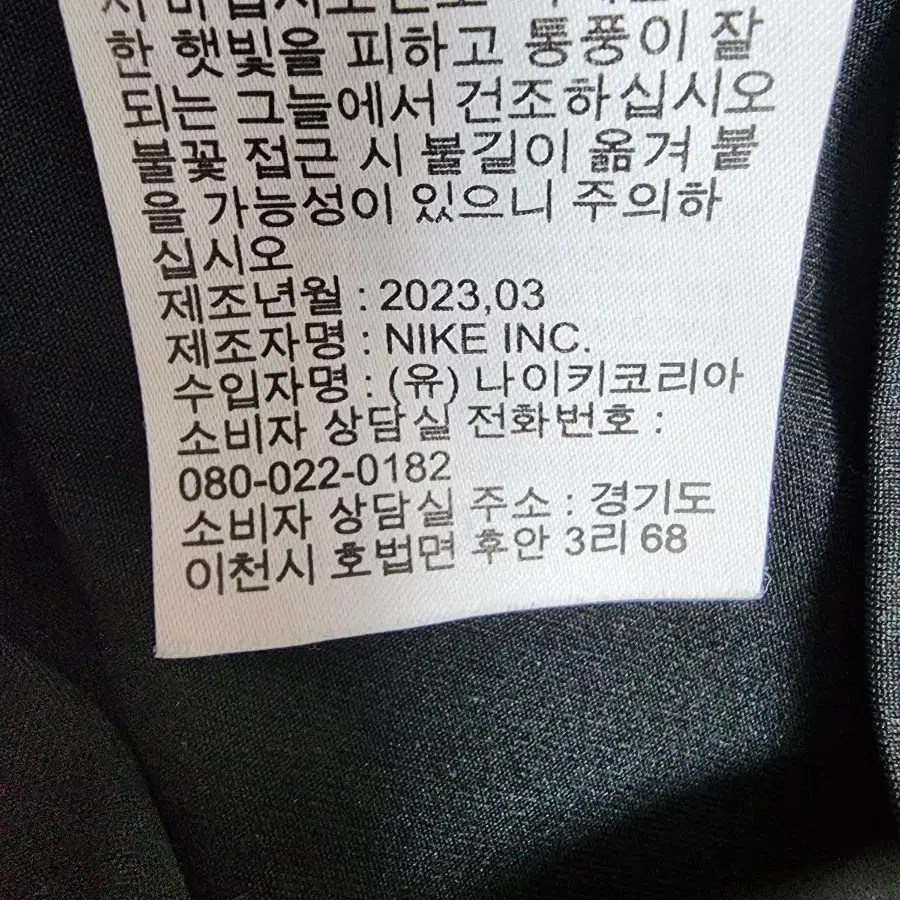 한 햇빛을 피하고 통풍이 잘
되는 그늘에서 건조하십시오
불꽃 접근 시 불길이 옮겨 붙
을 가능성이 있으니 주의하
십시오
제조년월 : 2023,03
제조자명 : NIKE INC.
수입자명 : (유) 나이키코리아
소비자 상담실 전화번호 :
080-022-0182
소비자 상담실 주소 : 경기도
이천시 호법면 후안 3리 68